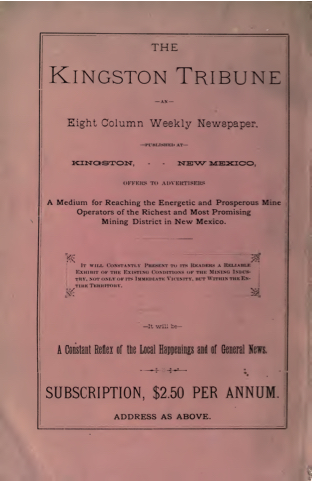 THE
KINGSTON TRIBUNE
—AN—
Eight Column Weekly Newspaper.
—PUBLISHED AT—
KINGSTON, - - NEW MEXICO,
OFFERS TO ADVERTISERS
A Medium for Reaching the Energetic and Prosperous Mine
Operators of the Richest and Most Promising
Mining District in New Mexico.
IT WILL CONSTANTLY PRESENT TO ITS READERS A RELIABLE
EXHIBIT OF THE EXISTING CONDITIONS OF THE MINING INDUS-
TRY, NOT ONLY OF ITS IMMEDIATE VICINITY, BUT WITHIN THE EN-
TIRE TERRITORY.
—It will be—
A Constant Reflex of the Local Happenings and of General News.
SUBSCRIPTION, $2.50 PER ANNUM.
ADDRESS AS ABOVE.